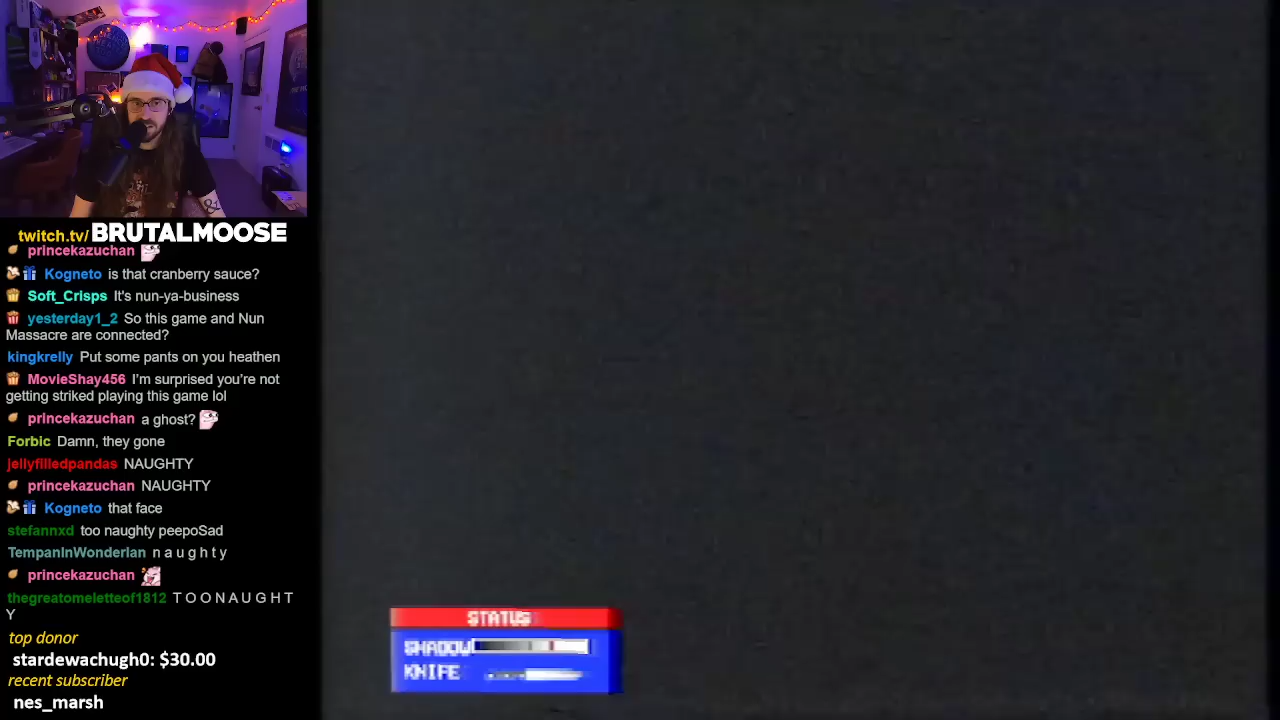 twitch.tv/BRUTALMOOSE
princekazuchan
Kogneto is that cranberry sauce?
Soft_Crisps It's nun-ya-business
yesterday1_2 So this game and Nun
Massacre are connected?
kingkrelly Put some pants on you heathen
MovieShay456 I'm surprised you're not
getting striked playing this game lol
princekazuchan a ghost?
Forbic Damn, they gone
jellyfilledpandas NAUGHTY
princekazuchan NAUGHTY
Kogneto that face
stefannxd too naughty peepoSad
TempanInWonderlan n a u g h t y
princekazuchan
thegreatomeletteof1812 T O O N A U G H T
Y
top donor
stardewachugh0: $30.00
recent subscriber
nes_marsh
STATUS
SHADOW
KNIFE